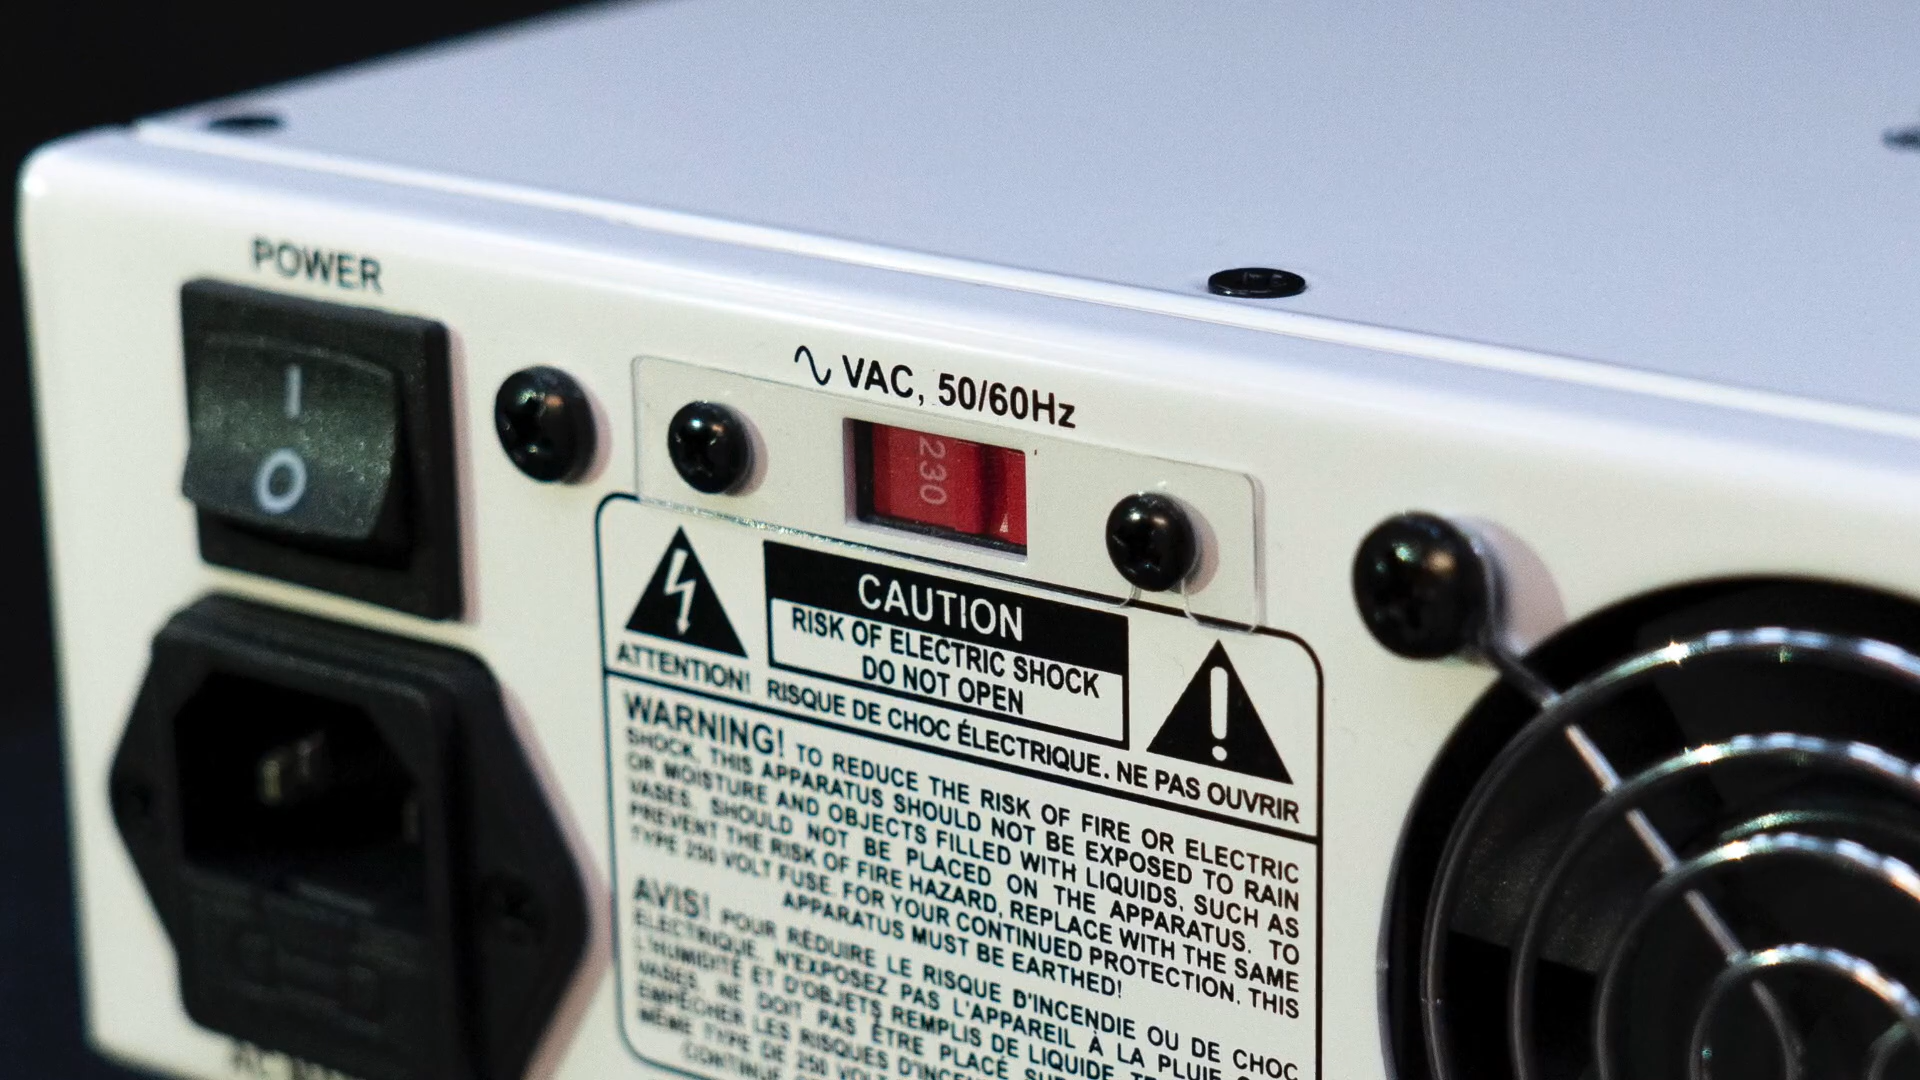 POWER
I
O
∿ VAC, 50/60Hz
230
CAUTION
RISK OF ELECTRIC SHOCK
DO NOT OPEN
ATTENTION! RISQUE DE CHOC ÉLECTRIQUE. NE PAS OUVRIR
WARNING! TO REDUCE THE RISK OF FIRE OR ELECTRIC
SHOCK, THIS APPARATUS SHOULD NOT BE EXPOSED TO RAIN
OR MOISTURE AND OBJECTS FILLED WITH LIQUIDS, SUCH AS
VASES, SHOULD NOT BE PLACED ON THE APPARATUS. TO
PREVENT THE RISK OF FIRE HAZARD, REPLACE WITH THE SAME
TYPE 250 VOLT FUSE. FOR YOUR CONTINUED PROTECTION, THIS
APPARATUS MUST BE EARTHED!
AVIS! POUR RÉDUIRE LE RISQUE D'INCENDIE OU DE CHOC
ÉLECTRIQUE, N'EXPOSEZ PAS L'APPAREIL À LA PLUIE
L'HUMIDITÉ ET D'OBJETS REMPLIS DE LIQUIDE
VASES, NE DOIT PAS ÊTRE PLACÉ
EMPÊCHER LES RISQUES
MÊME TYPE DE 250 VOLT